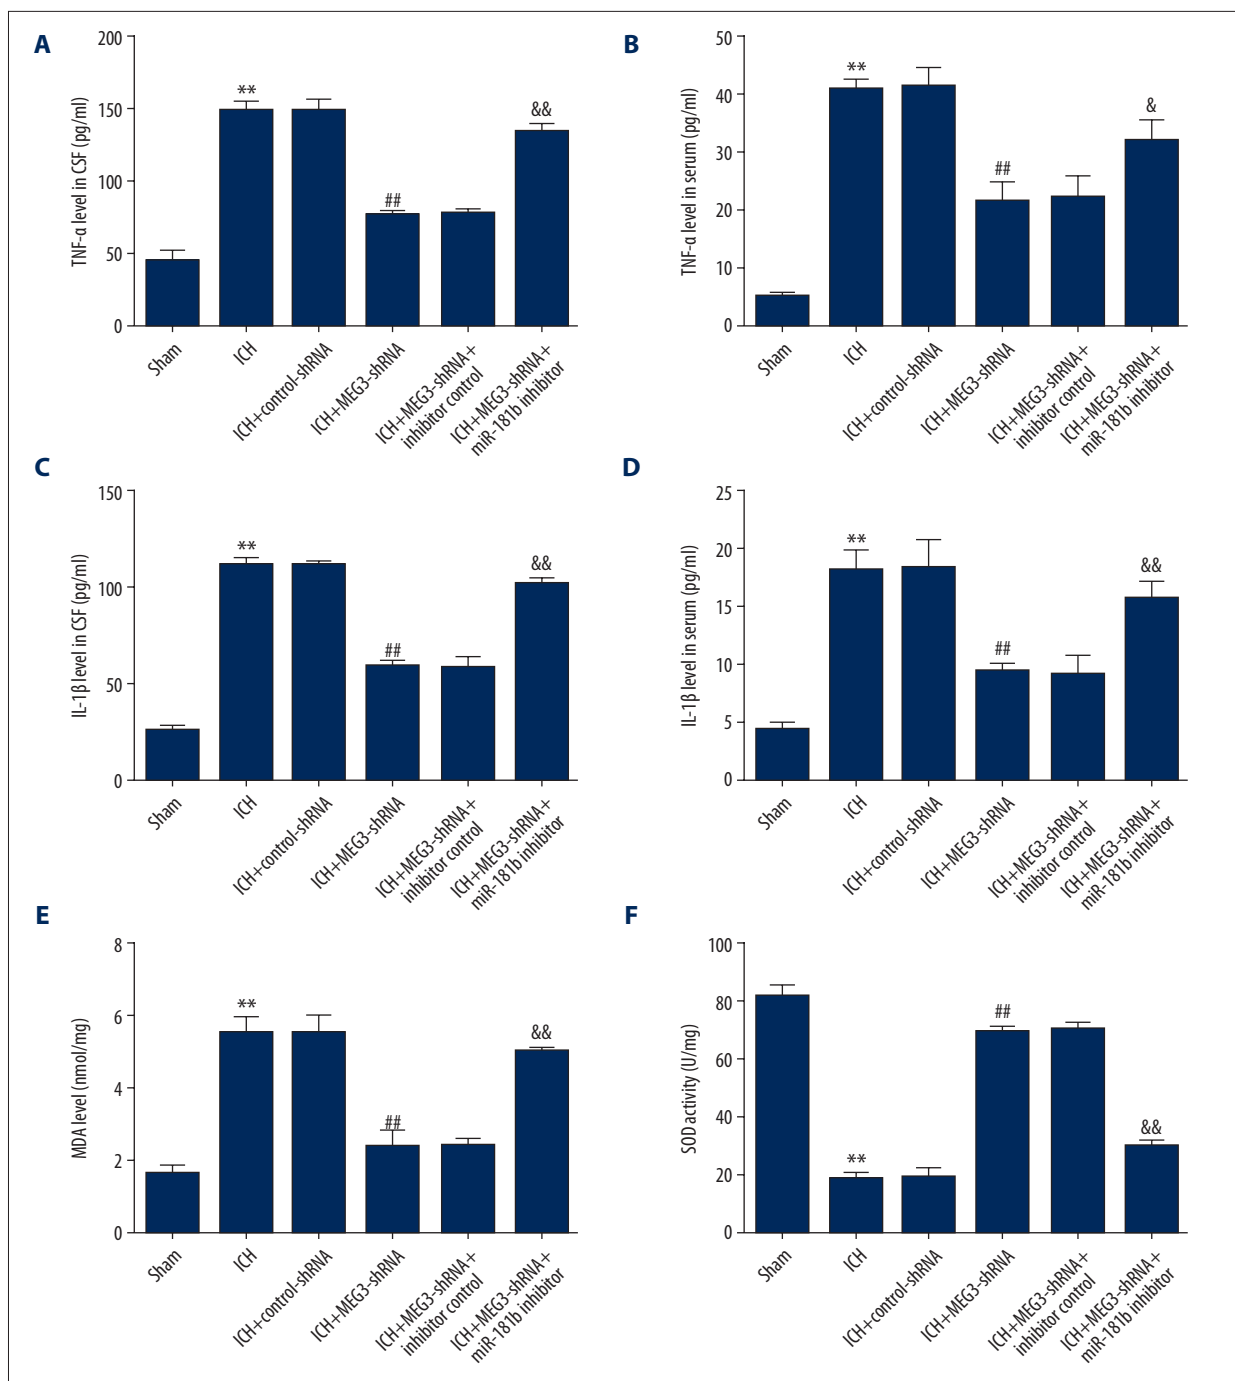 A
TNF-α level in CSF (pg/ml)
200
150
100
50
0
**
##
&&
Sham
ICH
ICH+control-shRNA
ICH+MEG3-shRNA
ICH+MEG3-shRNA+
inhibitor control
ICH+MEG3-shRNA+
miR-181b inhibitor
B
TNF-α level in serum (pg/ml)
50
40
30
20
10
0
**
##
&
Sham
ICH
ICH+control-shRNA
ICH+MEG3-shRNA
ICH+MEG3-shRNA+
inhibitor control
ICH+MEG3-shRNA+
miR-181b inhibitor
C
IL-1β level in CSF (pg/ml)
150
100
50
0
**
##
&&
Sham
ICH
ICH+control-shRNA
ICH+MEG3-shRNA
ICH+MEG3-shRNA+
inhibitor control
ICH+MEG3-shRNA+
miR-181b inhibitor
D
IL-1β level in serum (pg/ml)
25
20
15
10
5
0
**
##
&&
Sham
ICH
ICH+control-shRNA
ICH+MEG3-shRNA
ICH+MEG3-shRNA+
inhibitor control
ICH+MEG3-shRNA+
miR-181b inhibitor
E
MDA level (nmol/mg)
8
6
4
2
0
**
##
&&
Sham
ICH
ICH+control-shRNA
ICH+MEG3-shRNA
ICH+MEG3-shRNA+
inhibitor control
ICH+MEG3-shRNA+
miR-181b inhibitor
F
SOD activity (U/mg)
100
80
60
40
20
0
**
##
&&
Sham
ICH
ICH+control-shRNA
ICH+MEG3-shRNA
ICH+MEG3-shRNA+
inhibitor control
ICH+MEG3-shRNA+
miR-181b inhibitor